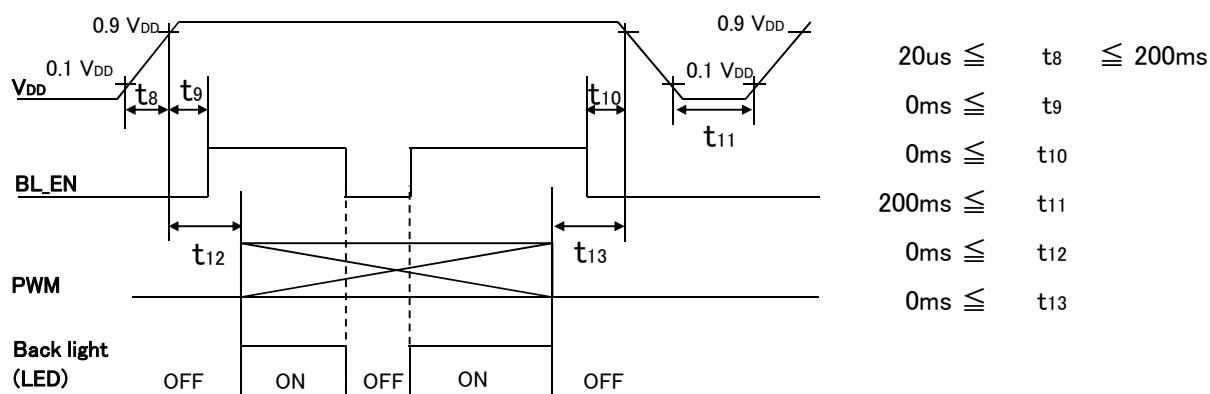 0.9 VDD
0.9 VDD
20us ≦ t8 ≦ 200ms
0.1 VDD
0.1 VDD
VDD
t8
t9
t10
0ms ≦ t9
t11
0ms ≦ t10
BL_EN
200ms ≦ t11
t12
t13
0ms ≦ t12
PWM
0ms ≦ t13
Back light
(LED)
OFF ON OFF ON OFF